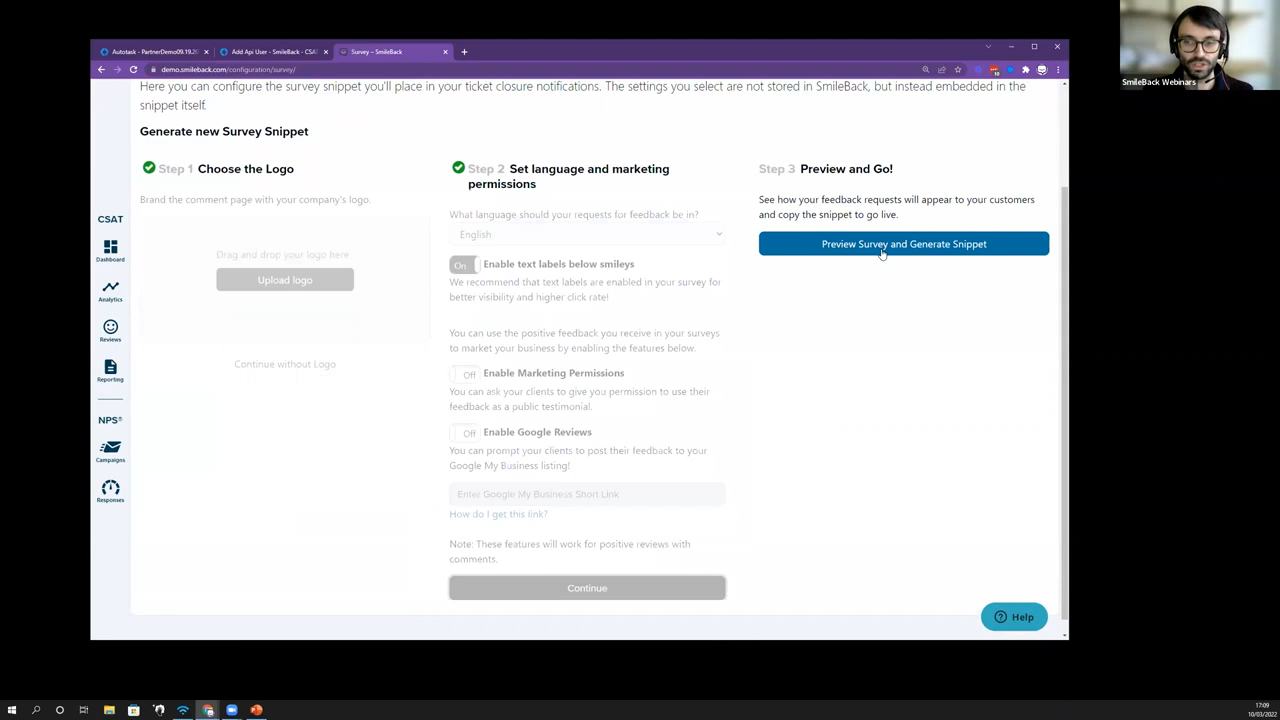 Autotask - PartnerDemo09.19.2
Add Api User - SmileBack - CSAT
Survey – SmileBack
demo.smileback.com/configuration/survey/
SmileBack Webinars
Here you can configure the survey snippet you'll place in your ticket closure notifications. The settings you select are not stored in SmileBack, but instead embedded in the
snippet itself.
Generate new Survey Snippet
Step 1 Choose the Logo
Brand the comment page with your company's logo.
Drag and drop your logo here
Upload logo
Continue without Logo
Step 2 Set language and marketing
permissions
What language should your requests for feedback be in?
English
On
Enable text labels below smileys
We recommend that text labels are enabled in your survey for
better visibility and higher click rate!
You can use the positive feedback you receive in your surveys
to market your business by enabling the features below.
Off
Enable Marketing Permissions
You can ask your clients to give you permission to use their
feedback as a public testimonial.
Off
Enable Google Reviews
You can prompt your clients to post their feedback to your
Google My Business listing!
Enter Google My Business Short Link
How do I get this link?
Note: These features will work for positive reviews with
comments.
Continue
Step 3 Preview and Go!
See how your feedback requests will appear to your customers
and copy the snippet to go live.
Preview Survey and Generate Snippet
CSAT
Dashboard
Analytics
Reviews
Reporting
NPS®
Campaigns
Responses
Help
17:09
10/03/2022